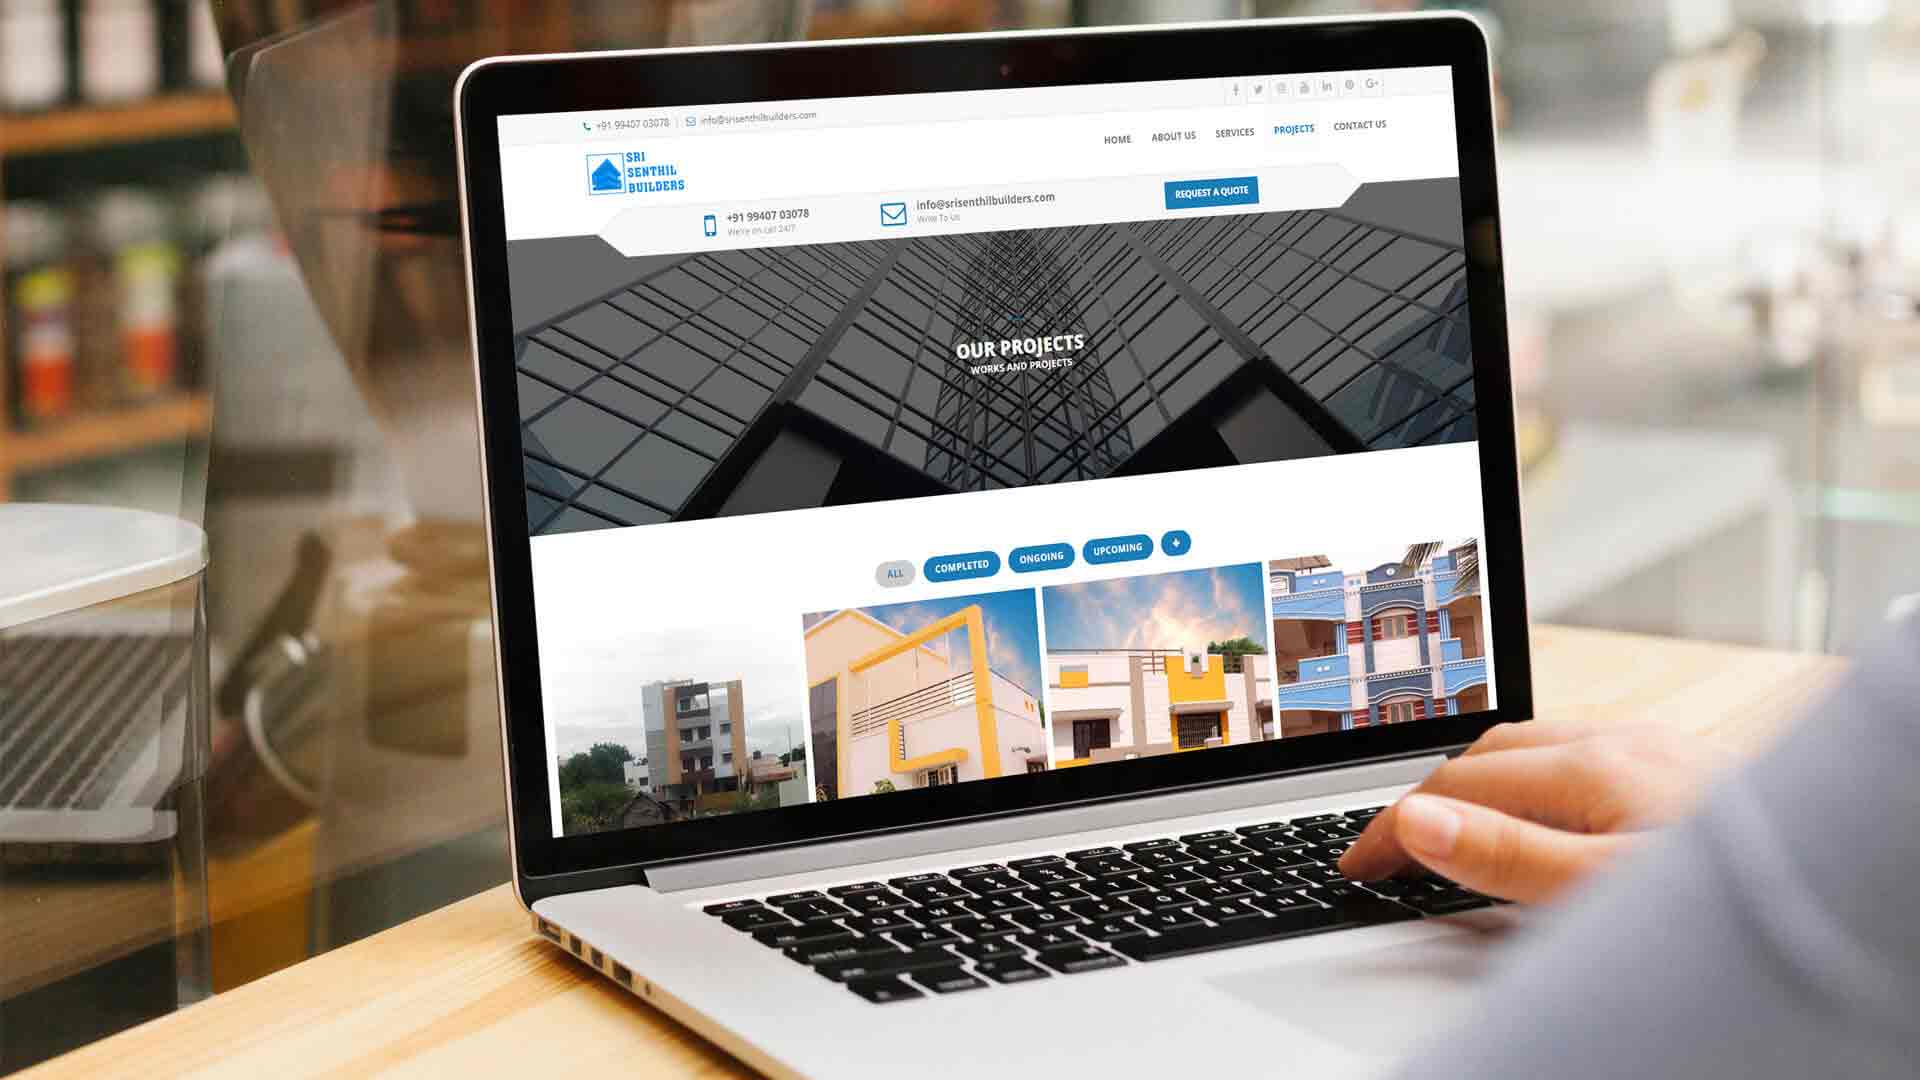 +91 99407 03078 | info@srisenthilbuilders.com
SRI
SENTHIL
BUILDERS
HOME ABOUT US SERVICES PROJECTS CONTACT US
+91 99407 03078
We're on call 24/7
info@srisenthilbuilders.com
Write To Us
REQUEST A QUOTE
OUR PROJECTS
WORKS AND PROJECTS
ALL COMPLETED ONGOING UPCOMING